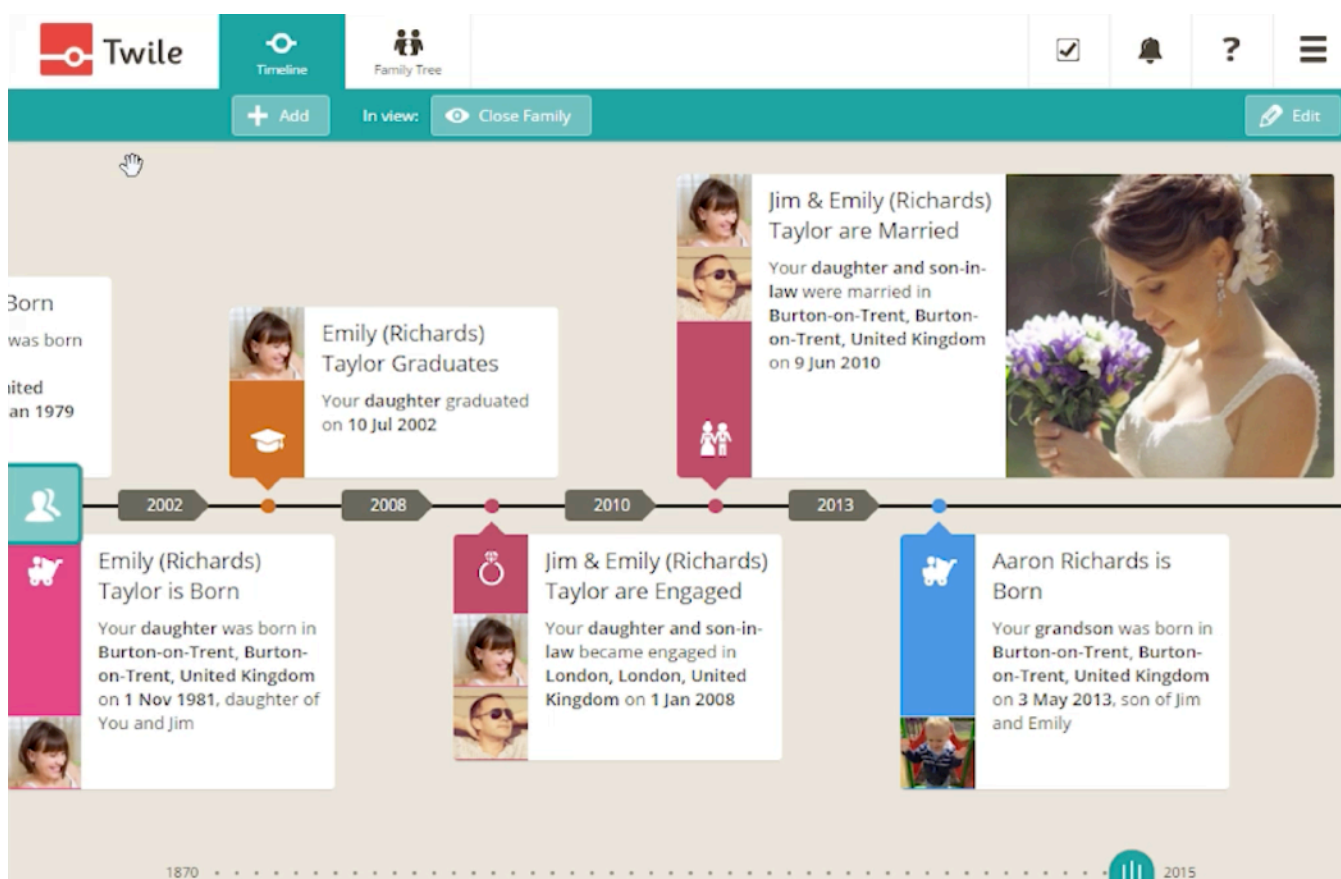 Twile
Timeline
Family Tree
?
Add
In view:
Close Family
Edit
Born
was born
an 1979
Emily (Richards)
Taylor Graduates
Your daughter graduated
on 10 Jul 2002
Jim & Emily (Richards)
Taylor are Married
Your daughter and son-in-
law were married in
Burton-on-Trent, Burton-
on-Trent, United Kingdom
on 9 Jun 2010
2002
2008
2010
2013
Emily (Richards)
Taylor is Born
Your daughter was born in
Burton-on-Trent, Burton-
on-Trent, United Kingdom
on 1 Nov 1981, daughter of
You and Jim
Jim & Emily (Richards)
Taylor are Engaged
Your daughter and son-in-
law became engaged in
London, London, United
Kingdom on 1 Jan 2008
Aaron Richards is
Born
Your grandson was born in
Burton-on-Trent, Burton-
on-Trent, United Kingdom
on 3 May 2013, son of Jim
and Emily
1870
2015